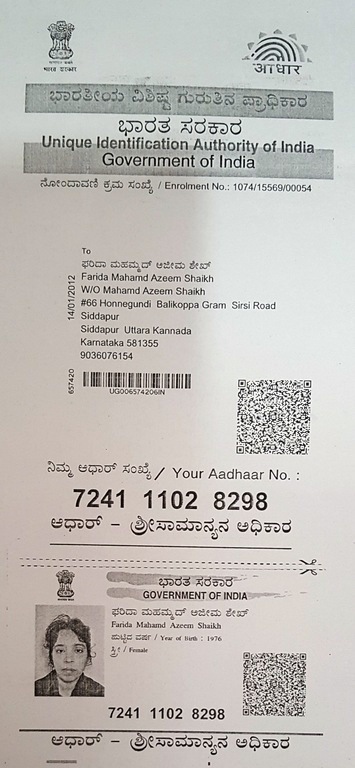 भारत सरकार
आधार
ಭಾರತೀಯ ವಿಶಿಷ್ಟ ಗುರುತಿನ ಪ್ರಾಧಿಕಾರ
ಭಾರತ ಸರಕಾರ
Unique Identification Authority of India
Government of India
ನೋಂದಾವಣಿ ಕ್ರಮ ಸಂಖ್ಯೆ / Enrolment No.: 1074/15569/00054
To
ಫರಿದಾ ಮಹಮ್ಮದ್ ಅಜೀಮ ಶೇಖ್
Farida Mahamd Azeem Shaikh
W/O Mahamd Azeem Shaikh
#66 Honnegundi Balikoppa Gram Sirsi Road
Siddapur
Siddapur Uttara Kannada
Karnataka 581355
9036076154
14/01/2012
657420
UG006574206IN
ನಿಮ್ಮ ಆಧಾರ್ ಸಂಖ್ಯೆ / Your Aadhaar No. :
7241 1102 8298
ಆಧಾರ್ - ಶ್ರೀಸಾಮಾನ್ಯನ ಅಧಿಕಾರ
ಭಾರತ ಸರಕಾರ
GOVERNMENT OF INDIA
ಫರಿದಾ ಮಹಮ್ಮದ್ ಅಜೀಮ ಶೇಖ್
Farida Mahamd Azeem Shaikh
ಹುಟ್ಟಿದ ವರ್ಷ / Year of Birth : 1976
ಸ್ತ್ರೀ / Female
7241 1102 8298
ಆಧಾರ್ - ಶ್ರೀಸಾಮಾನ್ಯನ ಅಧಿಕಾರ